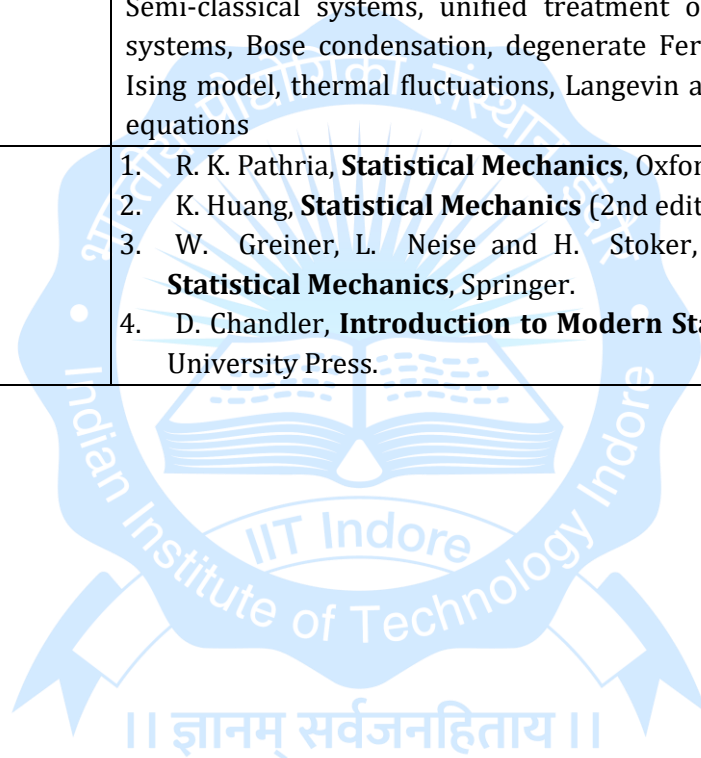 Semi-classical systems, unified treatment o
systems, Bose condensation, degenerate Fer
Ising model, thermal fluctuations, Langevin a
equations
1. R. K. Pathria, Statistical Mechanics, Oxfor
2. K. Huang, Statistical Mechanics (2nd edit
3. W. Greiner, L. Neise and H. Stoker,
Statistical Mechanics, Springer.
4. D. Chandler, Introduction to Modern Sta
University Press.
भारतीय प्रौद्योगिकी संस्थान इंदौर
IIT Indore
Indian Institute of Technology Indore
।। ज्ञानम् सर्वजनहिताय ।।